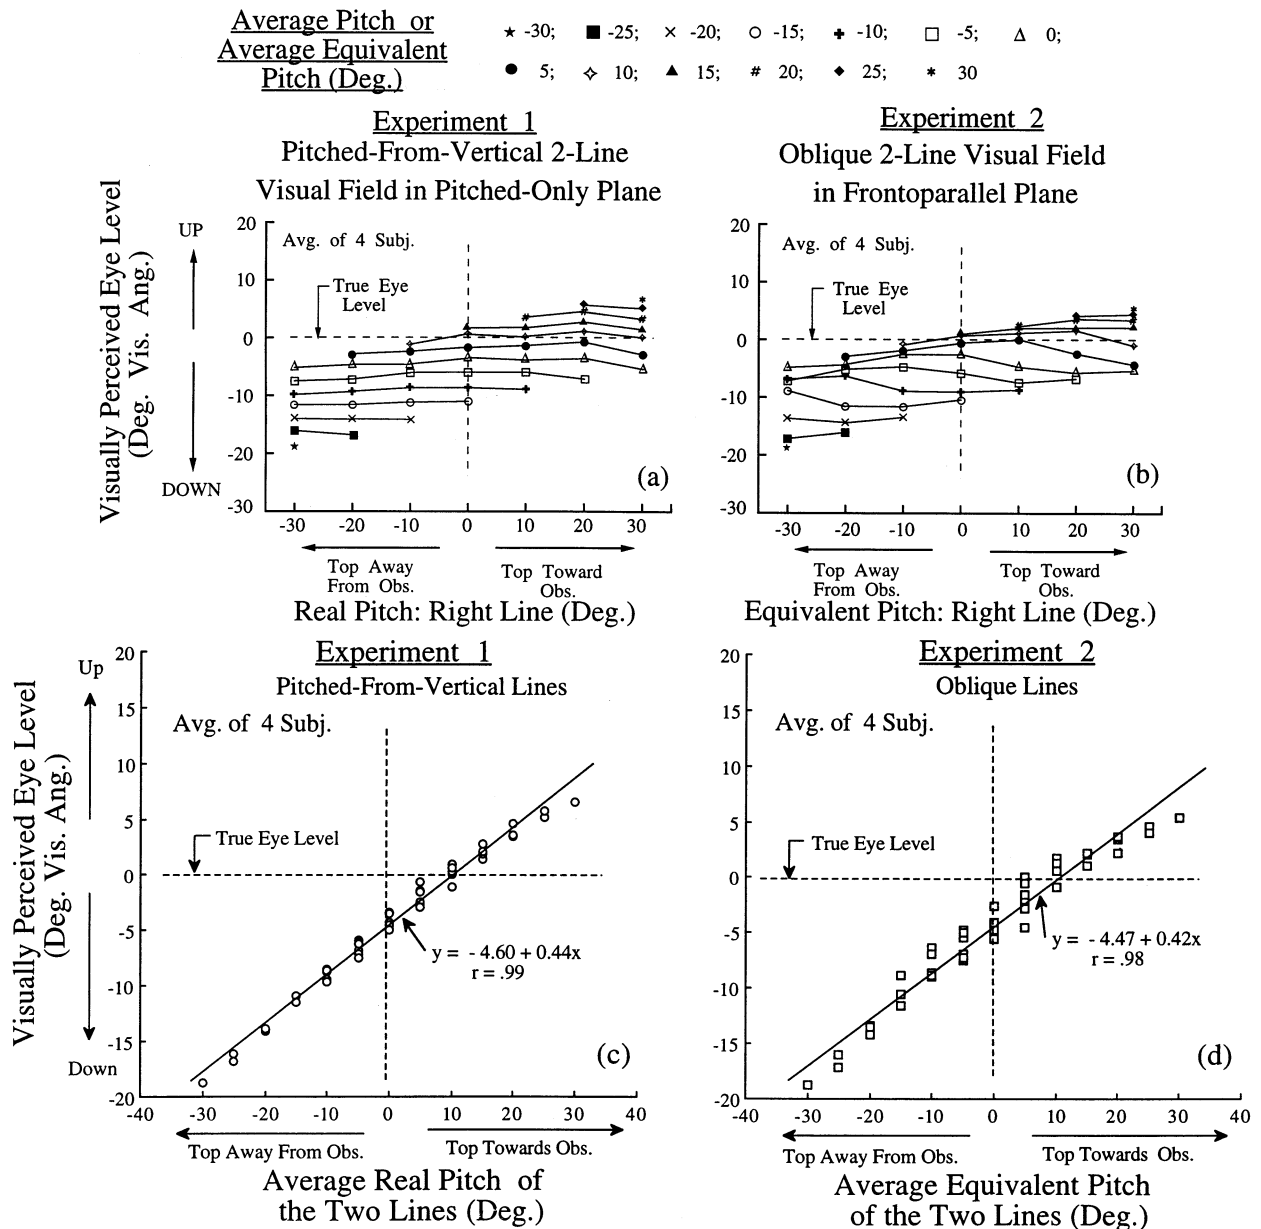 Average Pitch or
Average Equivalent
Pitch (Deg.)
-30; -25; -20; -15; -10; -5; 0;
5; 10; 15; 20; 25; 30
Experiment 1
Pitched-From-Vertical 2-Line
Visual Field in Pitched-Only Plane
Experiment 2
Oblique 2-Line Visual Field
in Frontoparallel Plane
Visually Perceived Eye Level
(Deg. Vis. Ang.)
UP
DOWN
20
10
0
-10
-20
-30
Avg. of 4 Subj.
True Eye
Level
(a)
-30 -20 -10 0 10 20 30
Top Away
From Obs.
Top Toward
Obs.
Real Pitch: Right Line (Deg.)
20
10
0
-10
-20
-30
Avg. of 4 Subj.
True Eye
Level
(b)
-30 -20 -10 0 10 20 30
Top Away
From Obs.
Top Toward
Obs.
Equivalent Pitch: Right Line (Deg.)
Experiment 1
Pitched-From-Vertical Lines
Avg. of 4 Subj.
Visually Perceived Eye Level
(Deg. Vis. Ang.)
Up
Down
20
15
10
5
0
-5
-10
-15
-20
True Eye Level
y = - 4.60 + 0.44x
r = .99
(c)
-40 -30 -20 -10 0 10 20 30 40
Top Away From Obs.
Top Towards Obs.
Average Real Pitch of
the Two Lines (Deg.)
Experiment 2
Oblique Lines
Avg. of 4 Subj.
20
15
10
5
0
-5
-10
-15
-20
True Eye Level
y = - 4.47 + 0.42x
r = .98
(d)
-40 -30 -20 -10 0 10 20 30 40
Top Away From Obs.
Top Towards Obs.
Average Equivalent Pitch
of the Two Lines (Deg.)